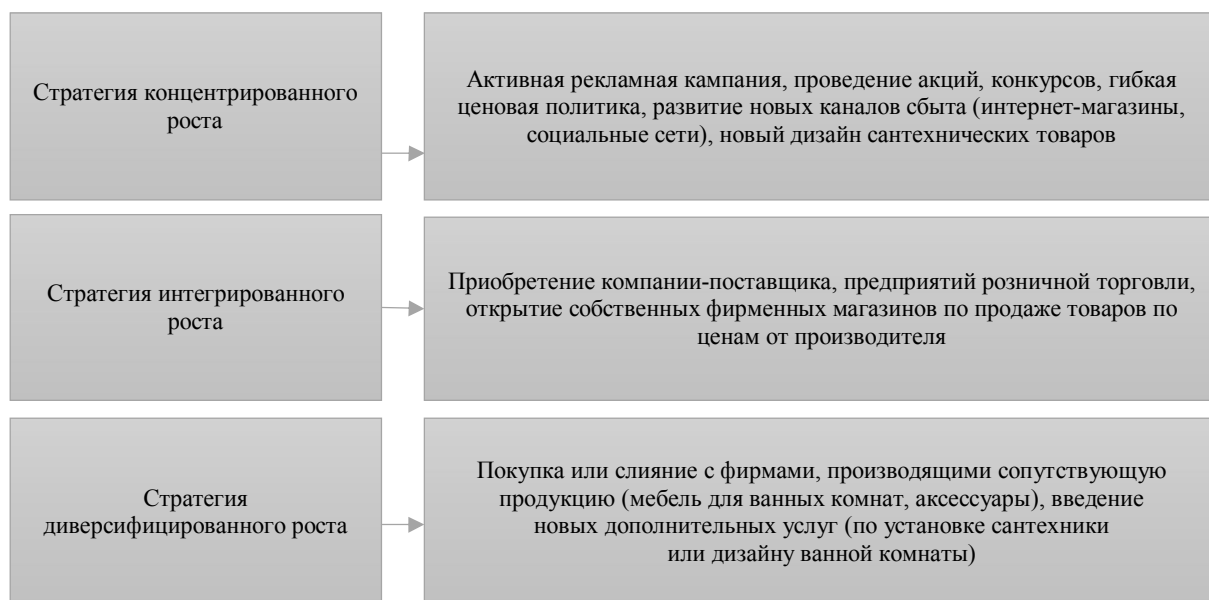 Стратегия концентрированного
роста
Активная рекламная кампания, проведение акций, конкурсов, гибкая
ценовая политика, развитие новых каналов сбыта (интернет-магазины,
социальные сети), новый дизайн сантехнических товаров
Стратегия интегрированного
роста
Приобретение компании-поставщика, предприятий розничной торговли,
открытие собственных фирменных магазинов по продаже товаров по
ценам от производителя
Стратегия
диверсифицированного роста
Покупка или слияние с фирмами, производящими сопутствующую
продукцию (мебель для ванных комнат, аксессуары), введение
новых дополнительных услуг (по установке сантехники
или дизайну ванной комнаты)